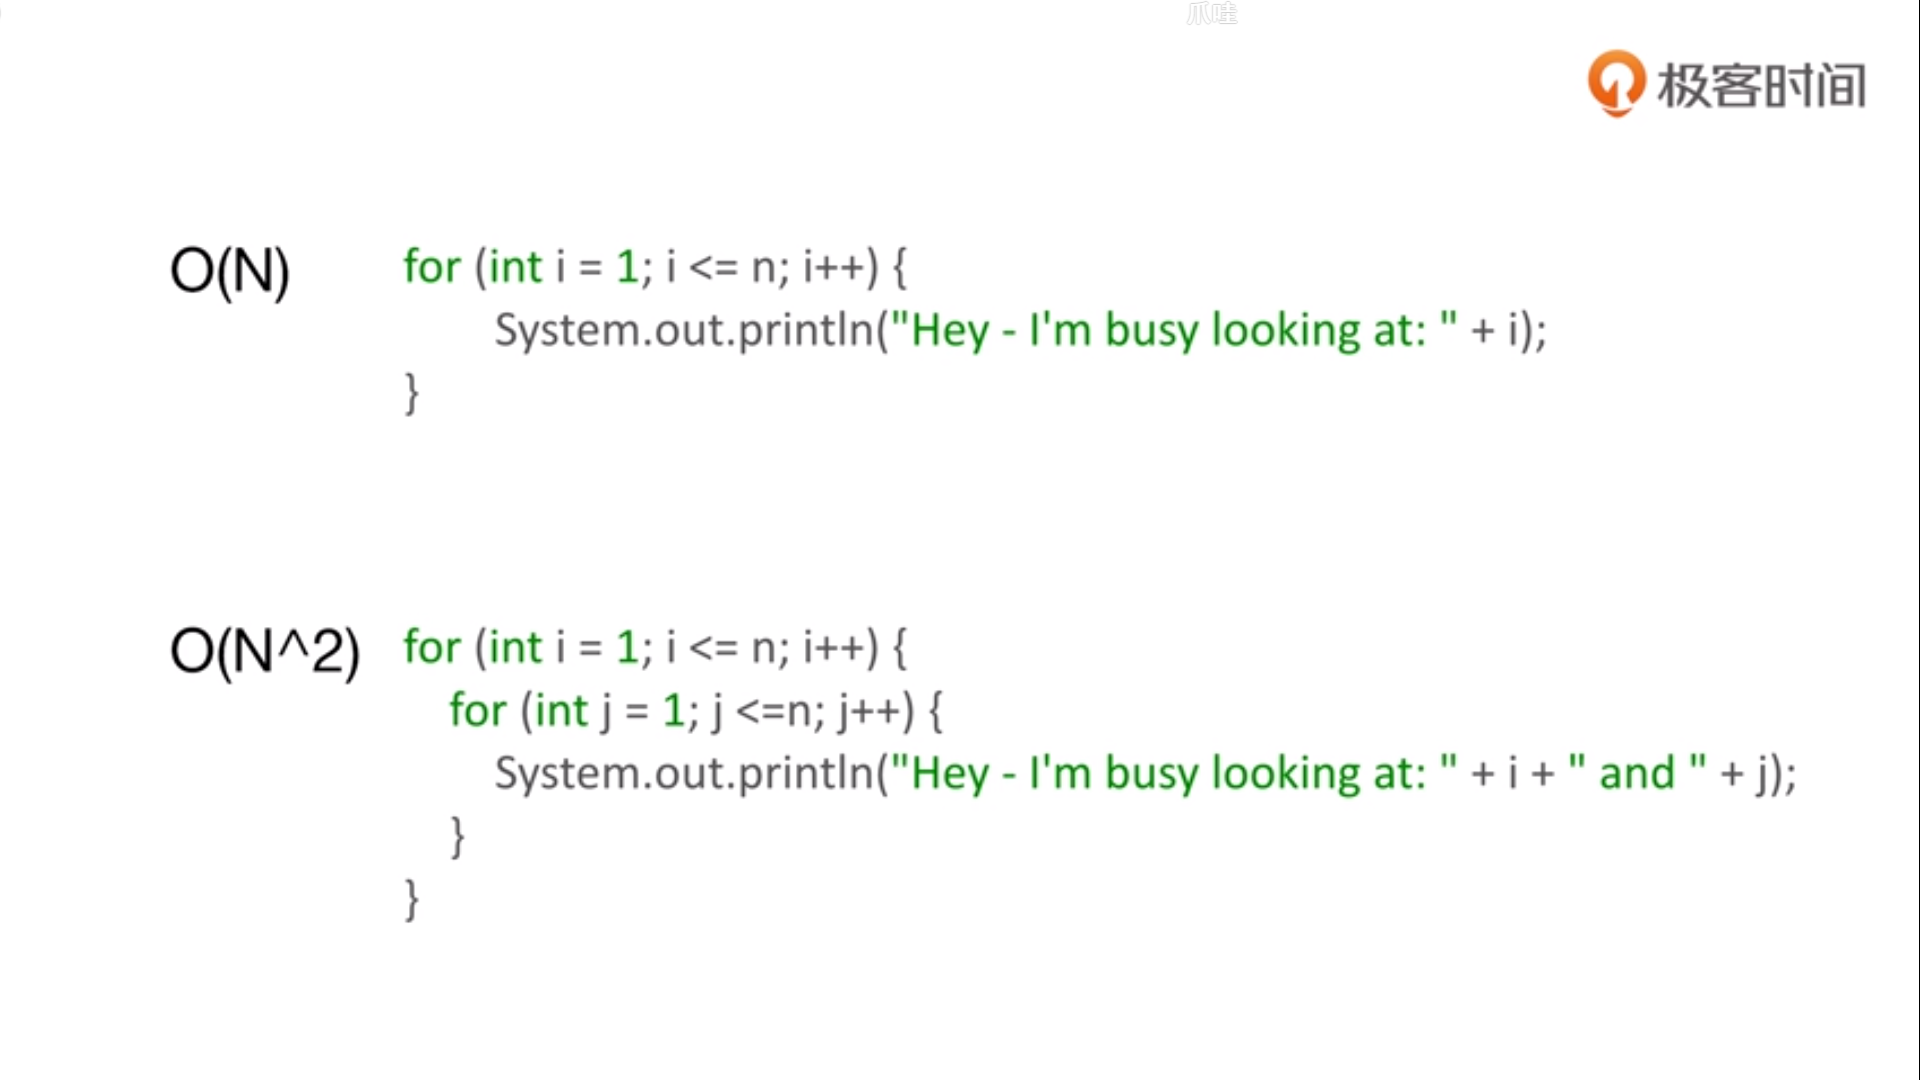 爪哇
极客时间
O(N) for (int i = 1; i <= n; i++) {
System.out.println("Hey - I'm busy looking at: " + i);
}
O(N^2) for (int i = 1; i <= n; i++) {
for (int j = 1; j <=n; j++) {
System.out.println("Hey - I'm busy looking at: " + i + " and " + j);
}
}